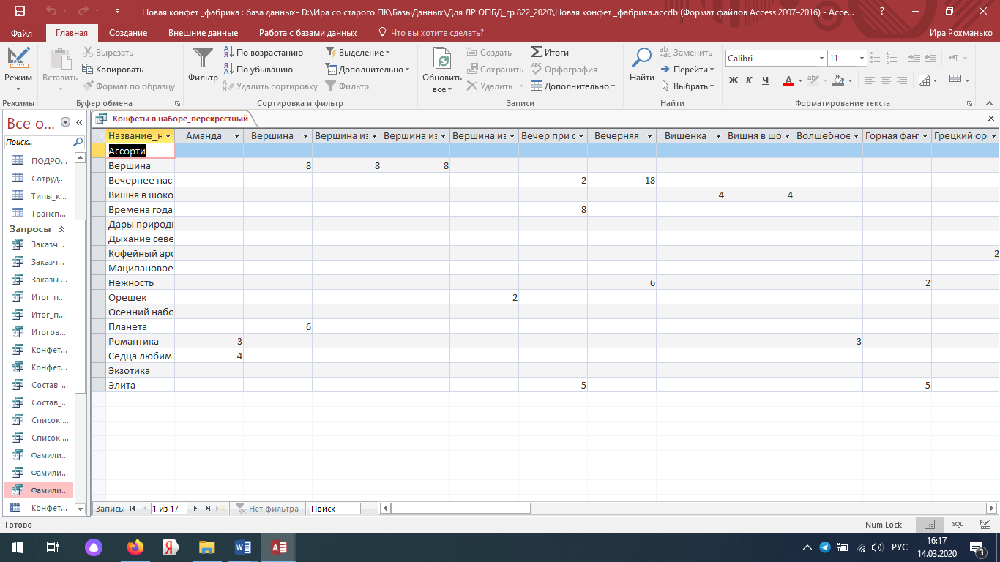 Новая конфет _фабрика : база данных- D:\Ира со старого ПК\БазыДанных\Для ЛР ОПБД_гр 822_2020\Новая конфет _фабрика.accdb (Формат файлов Access 2007–2016) - Acce... ?
Файл Главная Создание Внешние данные Работа с базами данных Что вы хотите сделать? Ира Рохманько
Вырезать По возрастанию Выделение Создать Итоги Заменить Calibri 11
Режим Вставить Копировать Фильтр По убыванию Дополнительно Обновить все Сохранить Орфография Найти Перейти
Формат по образцу Удалить сортировку Фильтр Удалить Дополнительно Выбрать Ж К Ч А
Режимы Буфер обмена Сортировка и фильтр Записи Найти Форматирование текста
Все о... « Конфеты в наборе_перекрестный
Поиск...
ПОДРО...
Сотруд...
Типы_к...
Трансп...
Запросы
Заказч...
Заказч...
Заказы ...
Итог_п...
Итог_п...
Итогов...
Конфет...
Конфет...
Состав_...
Состав_...
Список ...
Список ...
Фамили...
Фамили...
Фамили...
Конфет...
Название_н Аманда Вершина Вершина из Вершина из Вершина из Вечер при с Вечерняя Вишенка Вишня в шо Волшебное Горная фант Грецкий оре
Ассорти
Вершина 8 8 8
Вечернее наст 2 18
Вишня в шоко 4 4
Времена года 8
Дары природы
Дыхание севе
Кофейный аро 2
Маципановое
Нежность 6 2
Орешек 2
Осенний набо
Планета 6
Романтика 3 3
Седца любимы 4
Экзотика
Элита 5 5
Запись: 1 из 17 Нет фильтра Поиск
Готово Num Lock SQL
W A РУС 16:17
14.03.2020 3